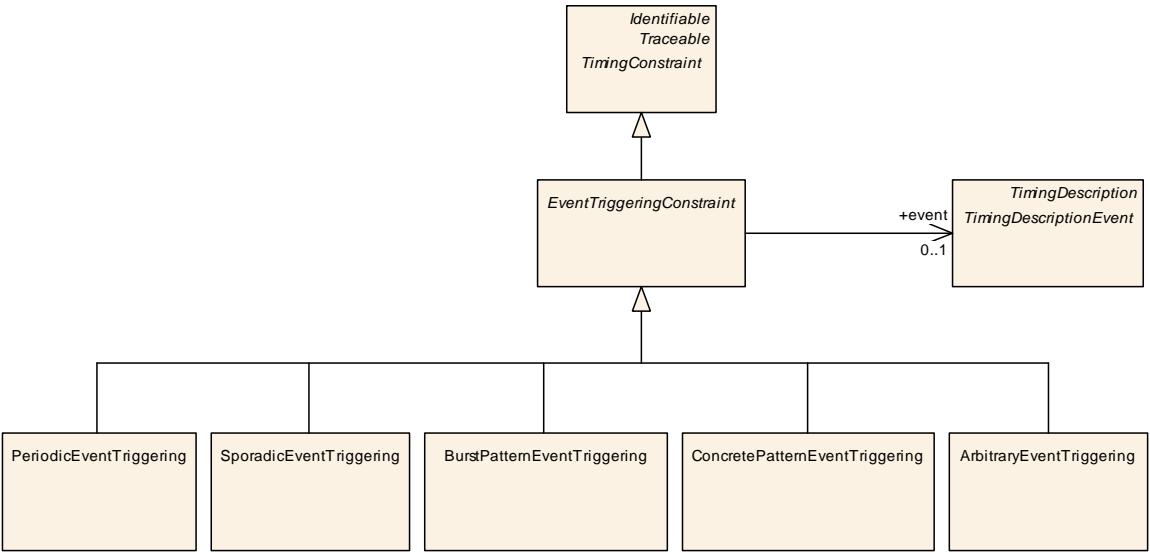 Identifiable
Traceable
TimingConstraint
EventTriggeringConstraint
+event
0..1
TimingDescription
TimingDescriptionEvent
PeriodicEventTriggering
SporadicEventTriggering
BurstPatternEventTriggering
ConcretePatternEventTriggering
ArbitraryEventTriggering